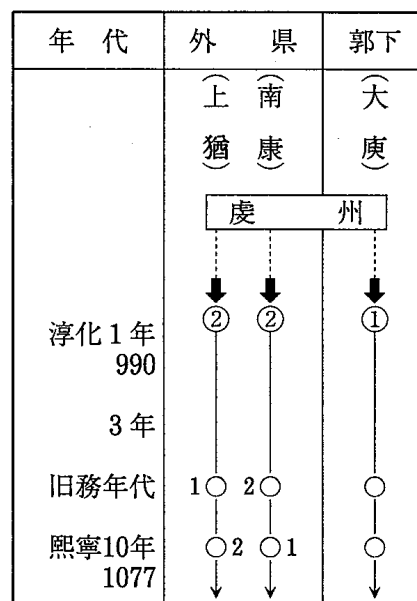 年代 外県 郭下
(上猶) (南康) (大庾)
虔州
② ② ①
淳化1年
990
3年
旧務年代 1 2
熙寧10年 2 1
1077